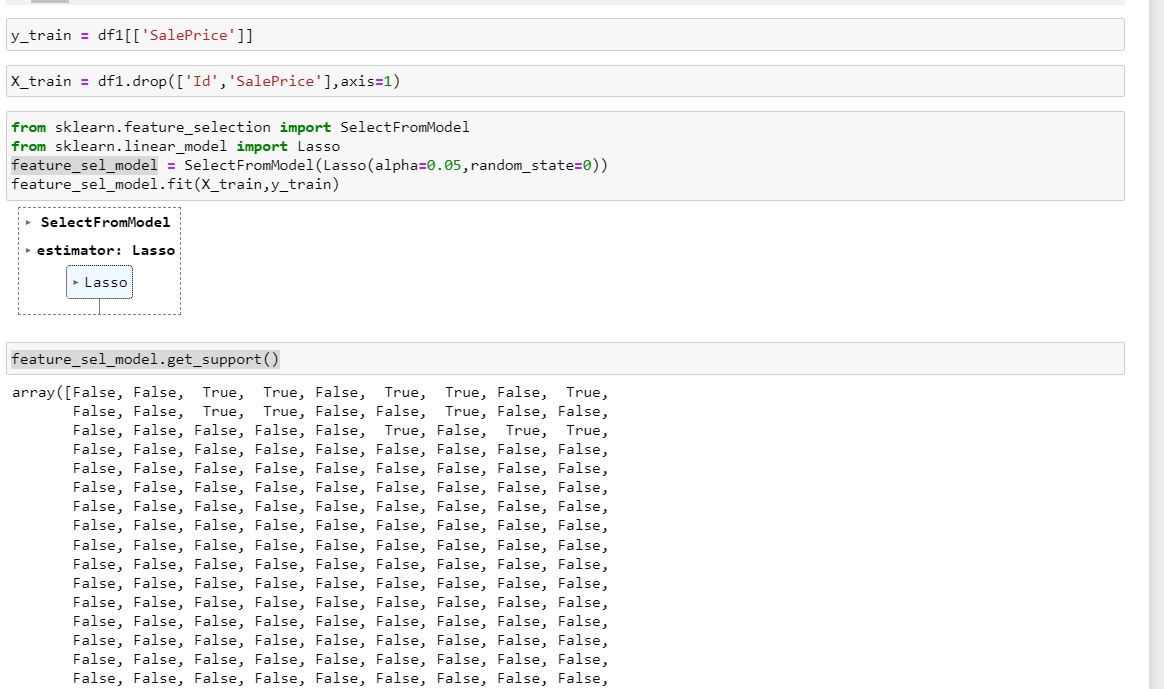 y_train = df1[['SalePrice']]
X_train = df1.drop(['Id','SalePrice'],axis=1)
from sklearn.feature_selection import SelectFromModel
from sklearn.linear_model import Lasso
feature_sel_model = SelectFromModel(Lasso(alpha=0.05,random_state=0))
feature_sel_model.fit(X_train,y_train)
SelectFromModel
estimator: Lasso
Lasso
feature_sel_model.get_support()
array([False, False,  True,  True, False,  True,  True, False,  True,
False, False,  True,  True, False, False,  True, False, False,
False, False, False, False, False,  True, False,  True,  True,
False, False, False, False, False, False, False, False, False,
False, False, False, False, False, False, False, False, False,
False, False, False, False, False, False, False, False, False,
False, False, False, False, False, False, False, False, False,
False, False, False, False, False, False, False, False, False,
False, False, False, False, False, False, False, False, False,
False, False, False, False, False, False, False, False, False,
False, False, False, False, False, False, False, False, False,
False, False, False, False, False, False, False, False, False,
False, False, False, False, False, False, False, False, False,
False, False, False, False, False, False, False, False, False,
False, False, False, False, False, False, False, False, False,
False, False, False, False, False, False, False, False, False,